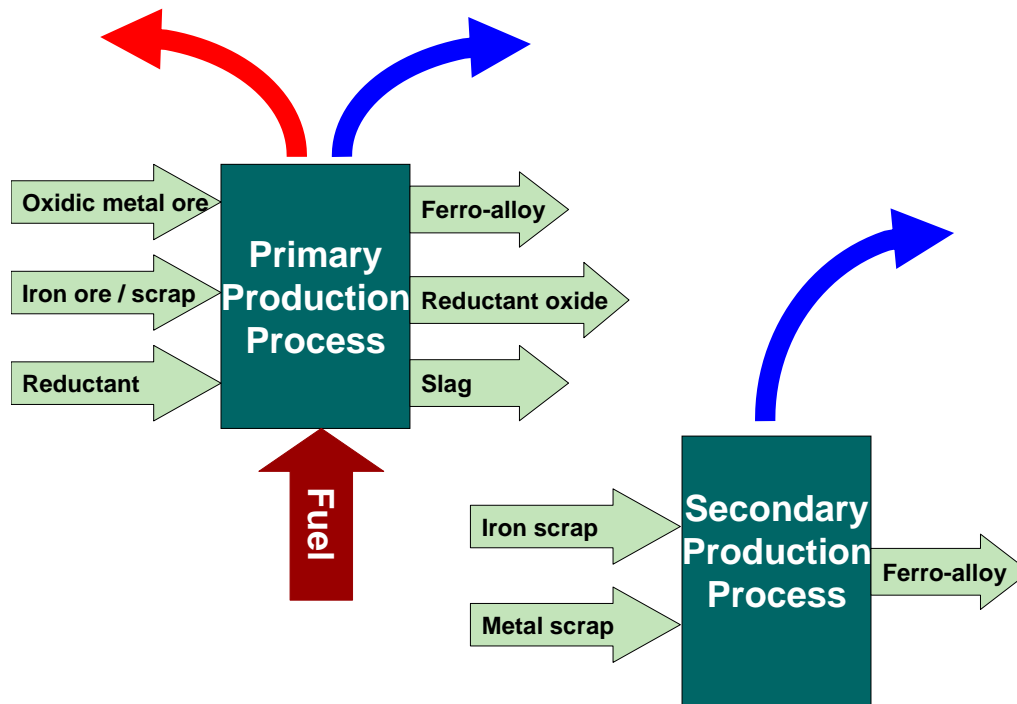 Oxidic metal ore
Iron ore / scrap
Reductant
Primary
Production
Process
Ferro-alloy
Reductant oxide
Slag
Fuel
Iron scrap
Metal scrap
Secondary
Production
Process
Ferro-alloy